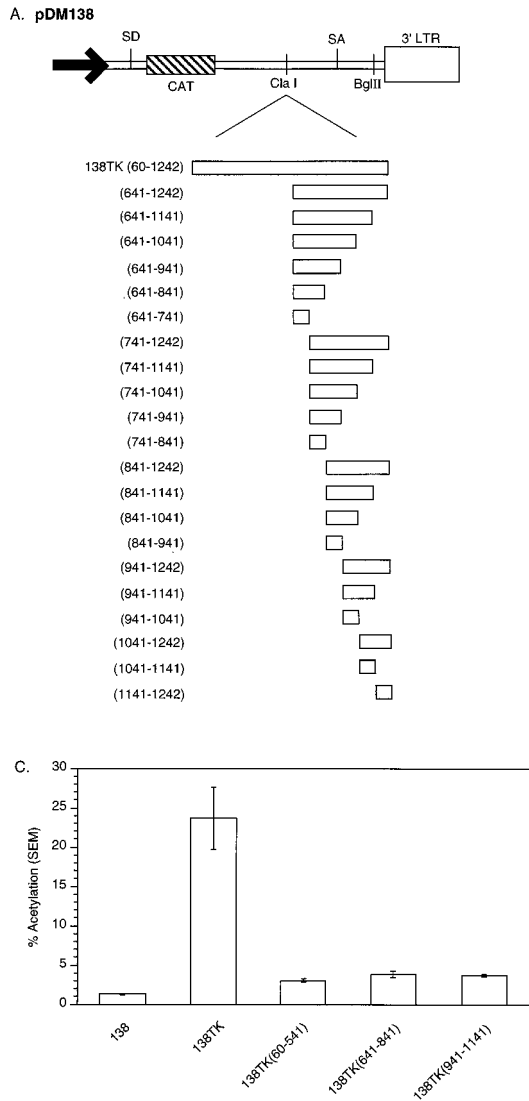 A. pDM138
SD
SA
3' LTR
CAT
Cla I
BglII
138TK (60-1242)
(641-1242)
(641-1141)
(641-1041)
(641-941)
(641-841)
(641-741)
(741-1242)
(741-1141)
(741-1041)
(741-941)
(741-841)
(841-1242)
(841-1141)
(841-1041)
(841-941)
(941-1242)
(941-1141)
(941-1041)
(1041-1242)
(1041-1141)
(1141-1242)
C.
30
25
20
15
10
5
0
% Acetylation (SEM)
138
138TK
138TK(60-541)
138TK(641-841)
138TK(941-1141)